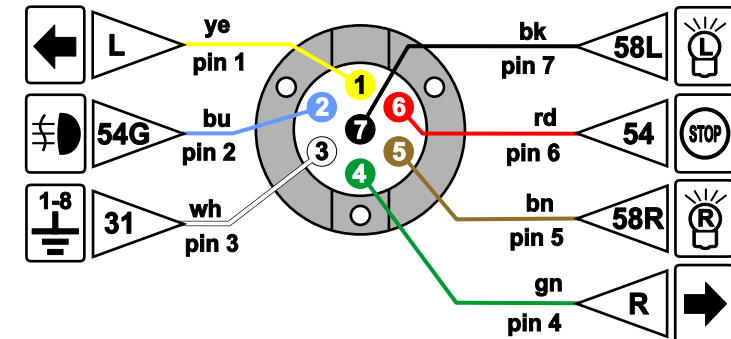 ye
L
pin 1
bu
54G
pin 2
1-8
wh
31
pin 3
1
2
3
4
5
6
7
bk
58L
L
pin 7
rd
54
STOP
pin 6
bn
58R
R
pin 5
gn
R
pin 4